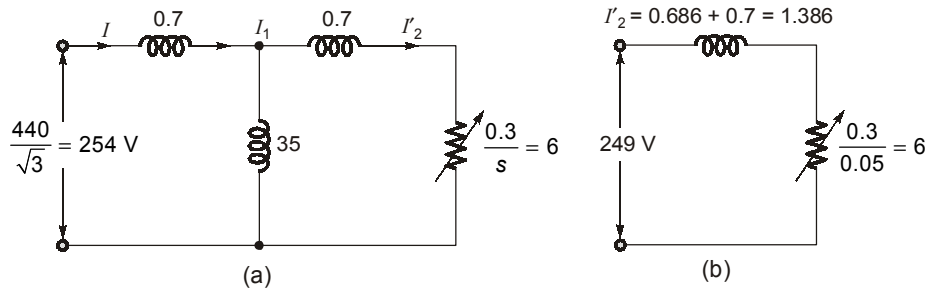 I
0.7
I₁
0.7
I′₂
440/√3 = 254 V
35
0.3/s = 6
(a)
I′₂ = 0.686 + 0.7 = 1.386
249 V
0.3/0.05 = 6
(b)